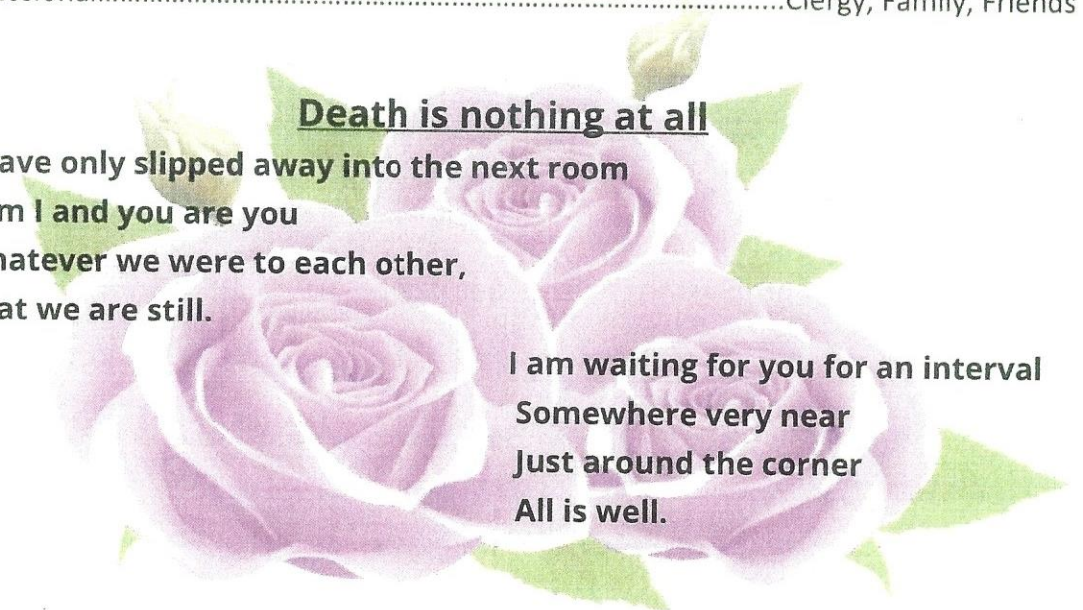 Clergy, Family, Friends
Death is nothing at all
ave only slipped away into the next room
m I and you are you
hatever we were to each other,
at we are still.
I am waiting for you for an interval
Somewhere very near
Just around the corner
All is well.